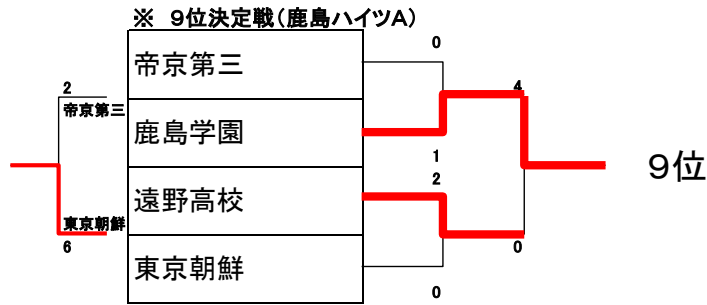 ※ 9位決定戦(鹿島ハイツA)
0
帝京第三
2
帝京第三
4
鹿島学園
1
9位
2
遠野高校
東京朝鮮
6
0
東京朝鮮
0